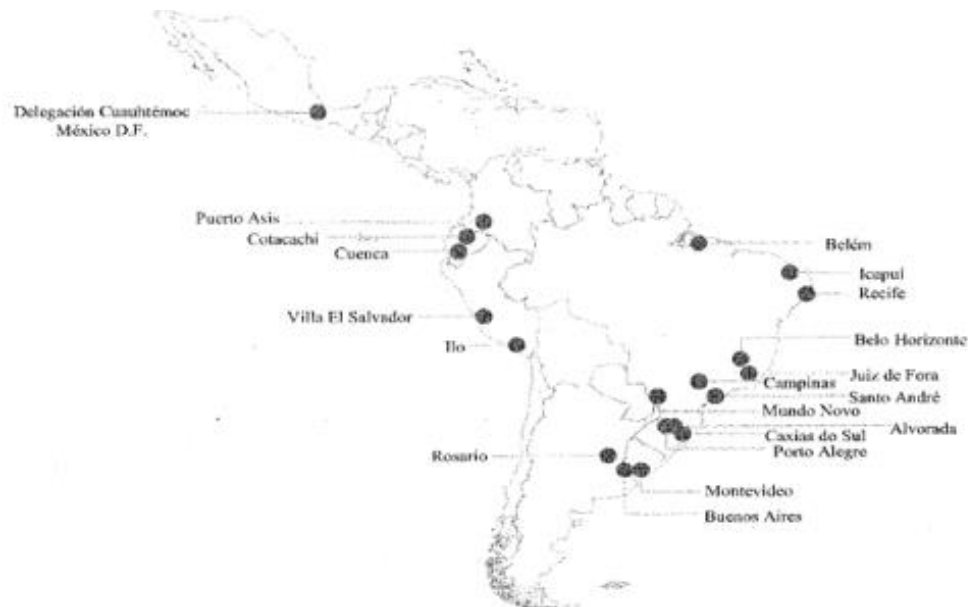 Delegación Cuauhtémoc
México D.F.
Puerto Asis
Cotacachi
Cuenca
Villa El Salvador
Ilo
Rosario
Belém
Icapuí
Recife
Belo Horizonte
Juiz de Fora
Campinas
Santo André
Mundo Novo
Alvorada
Caxias do Sul
Porto Alegre
Montevideo
Buenos Aires